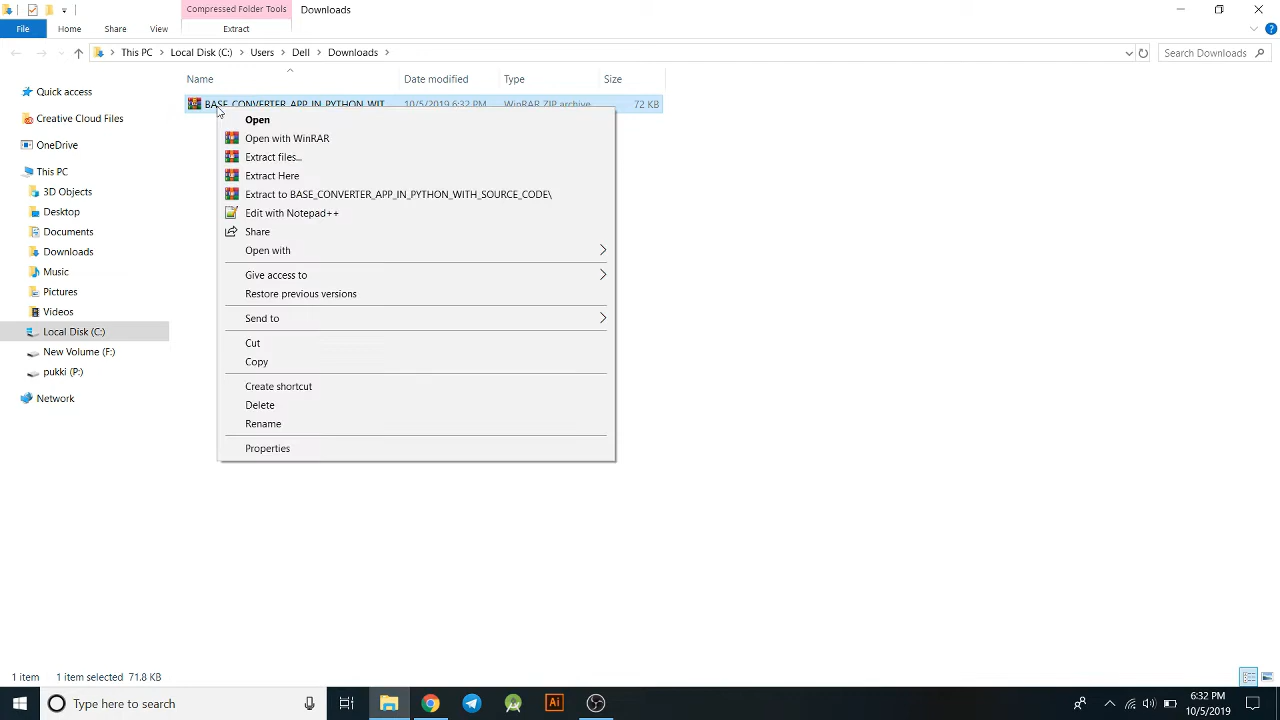 Compressed Folder Tools
Downloads
File
Home
Share
View
Extract
This PC
Local Disk (C:)
Users
Dell
Downloads
Search Downloads
Name
Date modified
Type
Size
Quick access
Creative Cloud Files
OneDrive
This PC
3D Objects
Desktop
Documents
Downloads
Music
Pictures
Videos
Local Disk (C:)
New Volume (F:)
pukki (P:)
Network
BASE_CONVERTER_APP_IN_PYTHON_WIT...
10/5/2019 6:32 PM
WinRAR ZIP archive
72 KB
Open
Open with WinRAR
Extract files...
Extract Here
Extract to BASE_CONVERTER_APP_IN_PYTHON_WITH_SOURCE_CODE\
Edit with Notepad++
Share
Open with
Give access to
Restore previous versions
Send to
Cut
Copy
Create shortcut
Delete
Rename
Properties
1 item
1 item selected 71.8 KB
Type here to search
Ai
6:32 PM
10/5/2019